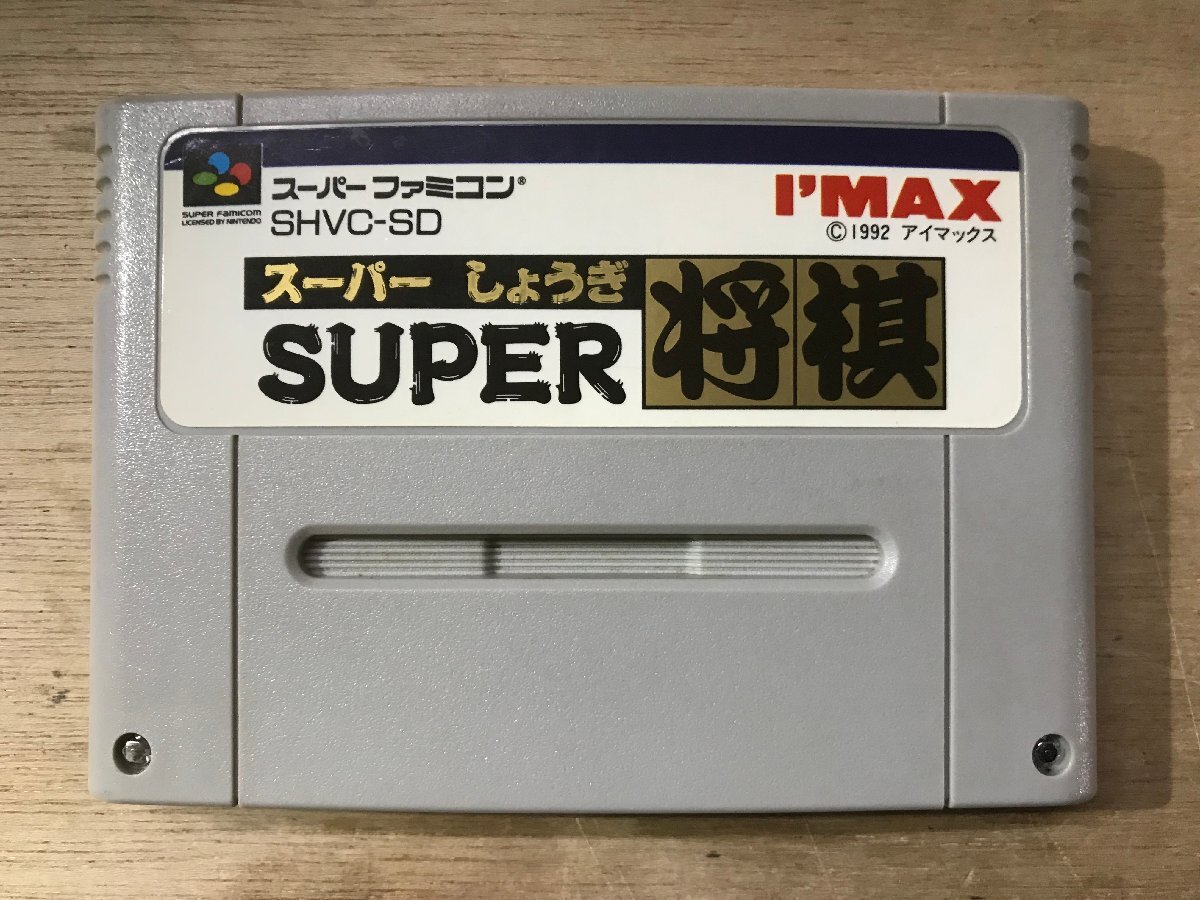 SUPER FAMICOM
LICENSED BY NINTENDO
スーパーファミコン®
SHVC-SD
I'MAX
©1992 アイマックス
スーパー しょうぎ
SUPER 将棋